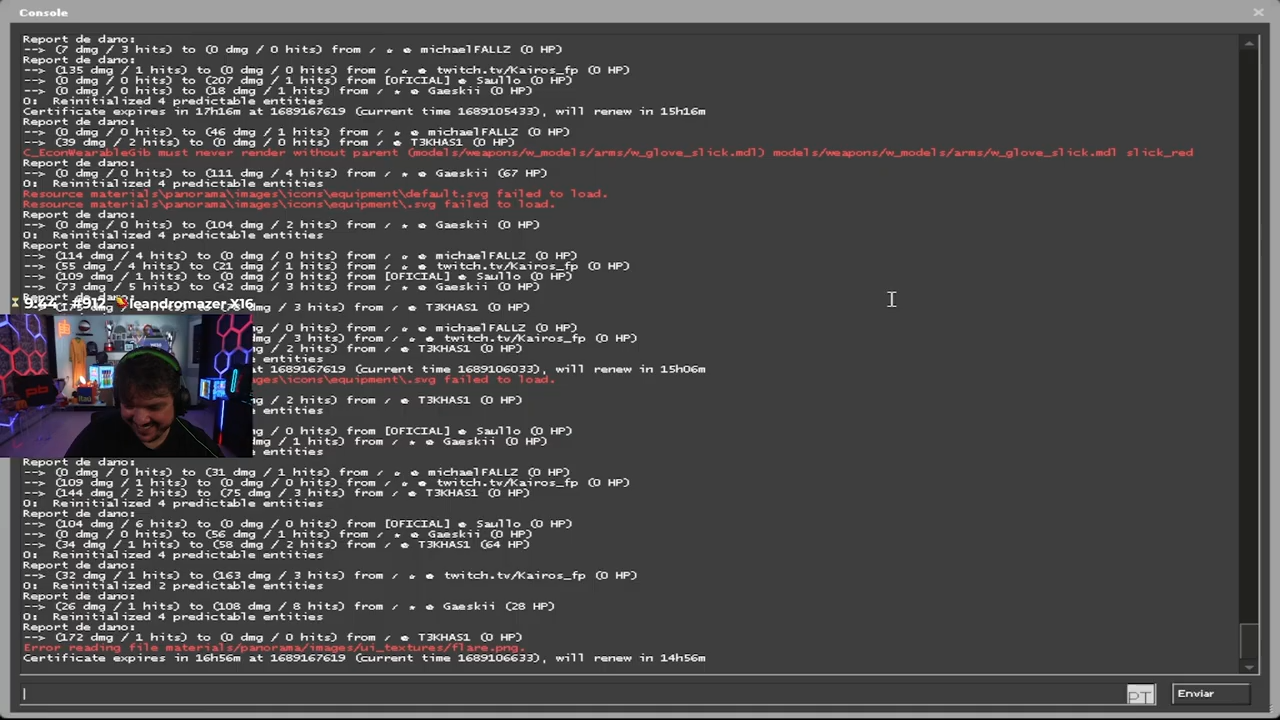 Console
Report de dano:
--> (7 dmg / 3 hits) to (0 dmg / 0 hits) from / ★ michaelFALLZ (0 HP)
Report de dano:
--> (135 dmg / 1 hits) to (0 dmg / 0 hits) from / ★ twitch.tv/Kairos_fp (0 HP)
--> (0 dmg / 0 hits) to (207 dmg / 1 hits) from [OFICIAL] Saullo (0 HP)
--> (0 dmg / 0 hits) to (18 dmg / 1 hits) from / ★ Gaeskii (0 HP)
0: Reinitialized 4 predictable entities
Certificate expires in 17h16m at 1689167619 (current time 1689105433), will renew in 15h16m
Report de dano:
--> (0 dmg / 0 hits) to (46 dmg / 1 hits) from / ★ michaelFALLZ (0 HP)
--> (39 dmg / 2 hits) to (0 dmg / 0 hits) from / T3KHAS1 (0 HP)
C_EconWearableGib must never render without parent (models/weapons/w_models/arms/w_glove_slick.mdl) models/weapons/w_models/arms/w_glove_slick.mdl slick_red
Report de dano:
--> (0 dmg / 0 hits) to (111 dmg / 4 hits) from / ★ Gaeskii (67 HP)
0: Reinitialized 4 predictable entities
Resource materials\panorama\images\icons\equipment\default.svg failed to load.
Resource materials\panorama\images\icons\equipment\.svg failed to load.
Report de dano:
--> (0 dmg / 0 hits) to (104 dmg / 2 hits) from / ★ Gaeskii (0 HP)
0: Reinitialized 4 predictable entities
Report de dano:
--> (114 dmg / 4 hits) to (0 dmg / 0 hits) from / ★ michaelFALLZ (0 HP)
--> (55 dmg / 4 hits) to (21 dmg / 1 hits) from / ★ twitch.tv/Kairos_fp (0 HP)
--> (109 dmg / 1 hits) to (0 dmg / 0 hits) from [OFICIAL] Saullo (0 HP)
--> (73 dmg / 5 hits) to (42 dmg / 3 hits) from / ★ Gaeskii (0 HP)
#912 leandromazer X16
/ 3 hits) from / T3KHAS1 (0 HP)
/ 0 hits) from / ★ michaelFALLZ (0 HP)
/ 3 hits) from / ★ twitch.tv/Kairos_fp (0 HP)
/ 2 hits) from / T3KHAS1 (0 HP)
entities
at 1689167619 (current time 1689106033), will renew in 15h06m
\icons\equipment\.svg failed to load.
/ 2 hits) from / T3KHAS1 (0 HP)
entities
/ 0 hits) from [OFICIAL] Saullo (0 HP)
/ 1 hits) from / ★ Gaeskii (0 HP)
entities
Report de dano:
--> (0 dmg / 0 hits) to (31 dmg / 1 hits) from / ★ michaelFALLZ (0 HP)
--> (109 dmg / 1 hits) to (0 dmg / 0 hits) from / ★ twitch.tv/Kairos_fp (0 HP)
--> (144 dmg / 2 hits) to (75 dmg / 3 hits) from / T3KHAS1 (0 HP)
0: Reinitialized 4 predictable entities
Report de dano:
--> (104 dmg / 6 hits) to (0 dmg / 0 hits) from [OFICIAL] Saullo (0 HP)
--> (0 dmg / 0 hits) to (56 dmg / 1 hits) from / ★ Gaeskii (0 HP)
--> (34 dmg / 1 hits) to (58 dmg / 2 hits) from / T3KHAS1 (64 HP)
0: Reinitialized 4 predictable entities
Report de dano:
--> (32 dmg / 1 hits) to (163 dmg / 3 hits) from / ★ twitch.tv/Kairos_fp (0 HP)
0: Reinitialized 2 predictable entities
Report de dano:
--> (26 dmg / 1 hits) to (108 dmg / 8 hits) from / ★ Gaeskii (28 HP)
0: Reinitialized 4 predictable entities
Report de dano:
--> (172 dmg / 1 hits) to (0 dmg / 0 hits) from / T3KHAS1 (0 HP)
Error reading file materials/panorama/images/ui_textures/flare.png.
Certificate expires in 16h56m at 1689167619 (current time 1689106633), will renew in 14h56m
PT
Enviar